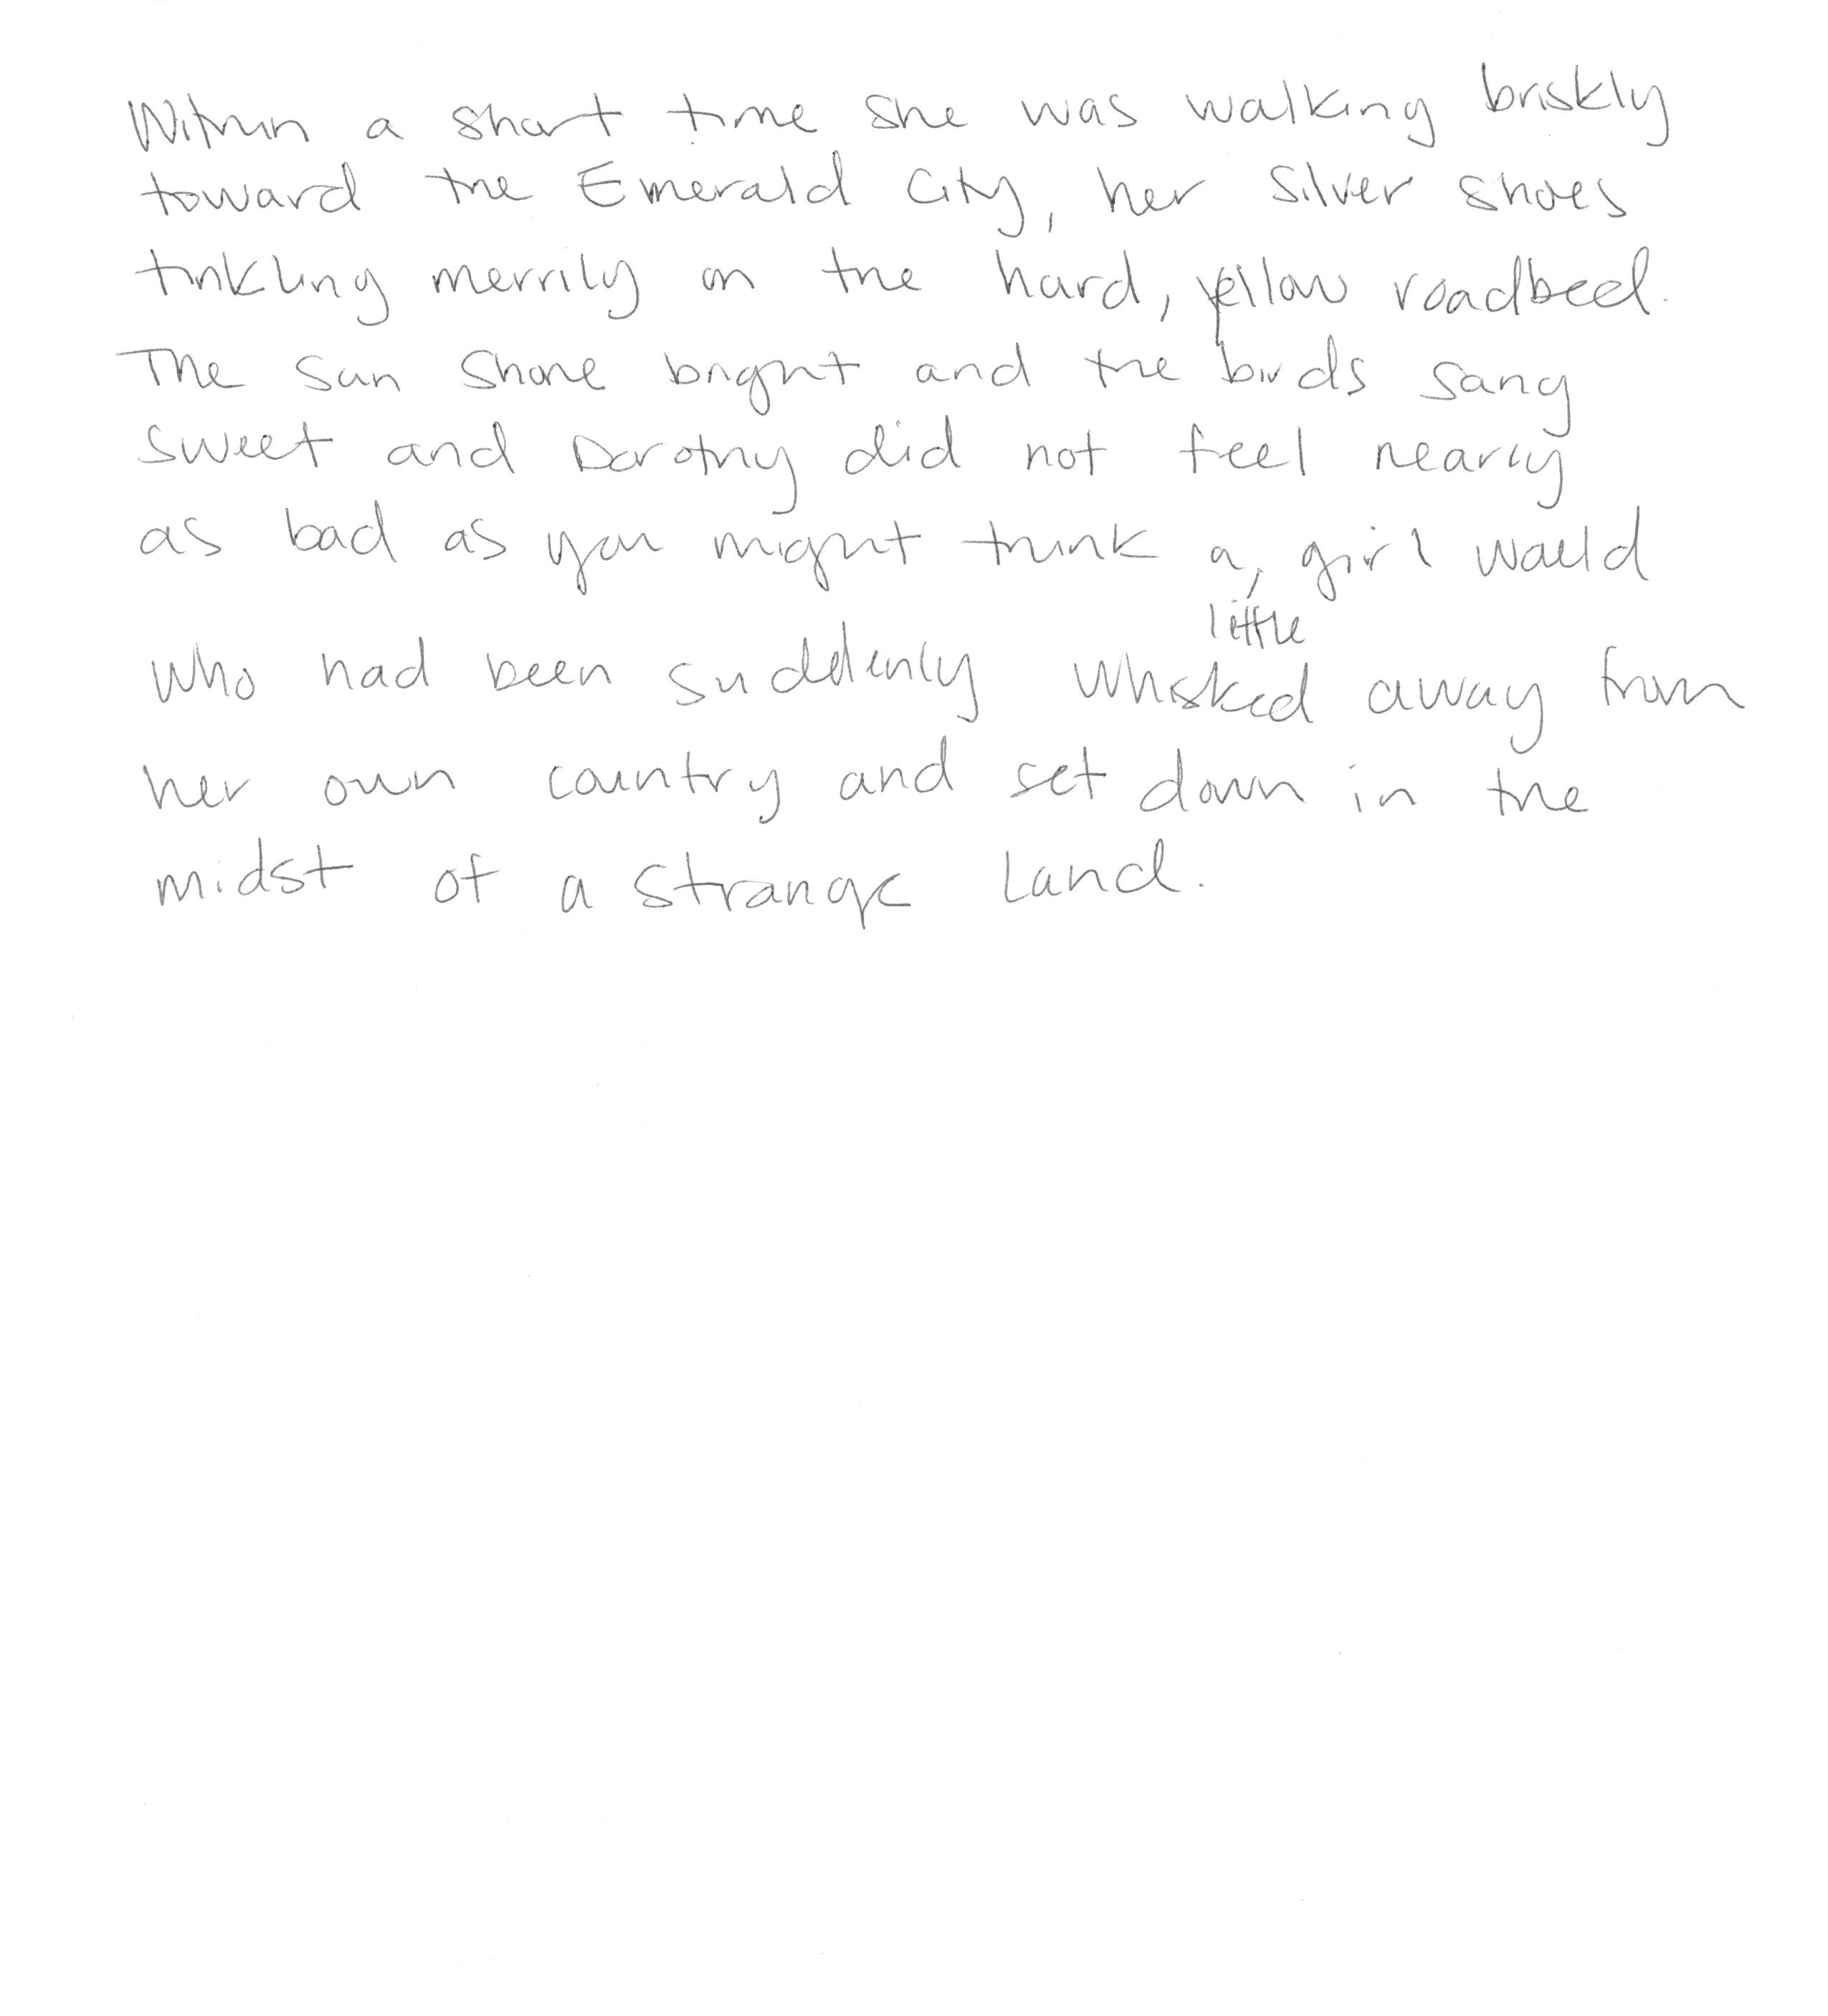 Within a short time she was walking briskly
toward the Emerald City, her silver shoes
tinkling merrily on the hard, yellow roadbed.
The sun shone bright and the birds sang
sweet and Dorothy did not feel nearly
as bad as you might think a little girl would
who had been suddenly whisked away from
her own country and set down in the
midst of a strange land.